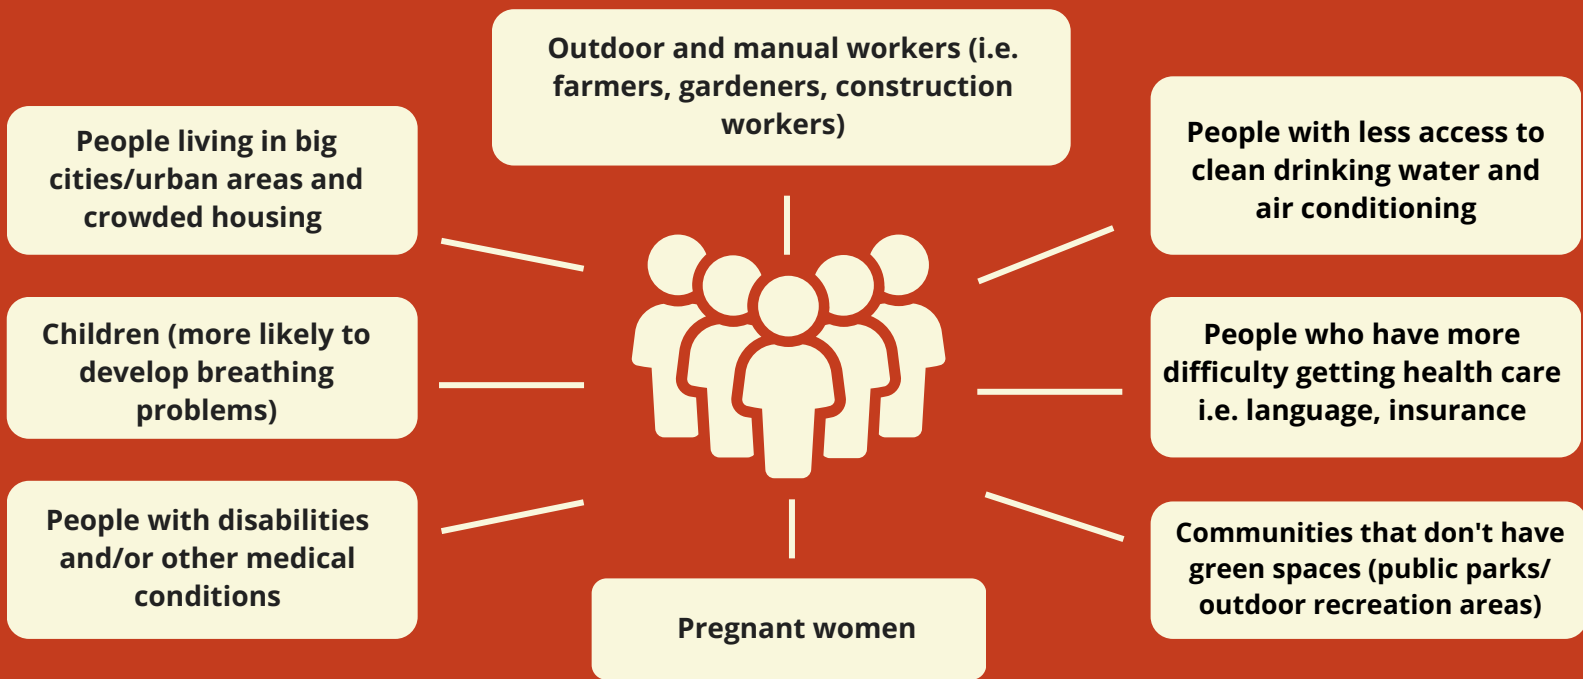 Outdoor and manual workers (i.e.
farmers, gardeners, construction
workers)
People living in big
cities/urban areas and
crowded housing
People with less access to
clean drinking water and
air conditioning
Children (more likely to
develop breathing
problems)
People who have more
difficulty getting health care
i.e. language, insurance
People with disabilities
and/or other medical
conditions
Communities that don't have
green spaces (public parks/
outdoor recreation areas)
Pregnant women